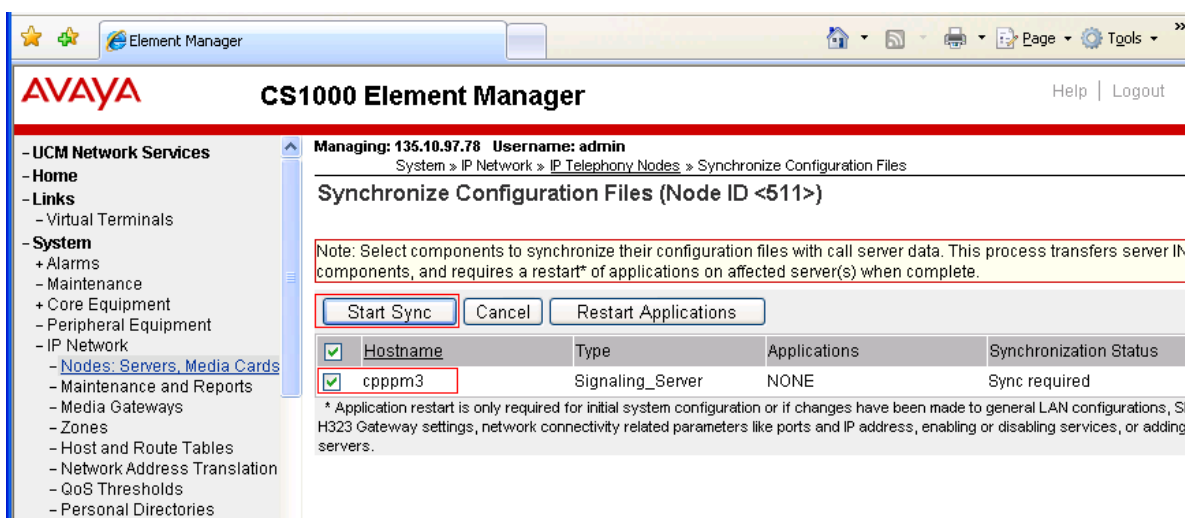 Element Manager
Page
Tools
»
AVAYA
CS1000 Element Manager
Help | Logout
- UCM Network Services
- Home
- Links
- Virtual Terminals
- System
+ Alarms
- Maintenance
+ Core Equipment
- Peripheral Equipment
- IP Network
- Nodes: Servers, Media Cards
- Maintenance and Reports
- Media Gateways
- Zones
- Host and Route Tables
- Network Address Translation
- QoS Thresholds
- Personal Directories
Managing: 135.10.97.78 Username: admin
System » IP Network » IP Telephony Nodes » Synchronize Configuration Files
Synchronize Configuration Files (Node ID <511>)
Note: Select components to synchronize their configuration files with call server data. This process transfers server IN
components, and requires a restart* of applications on affected server(s) when complete.
Start Sync Cancel Restart Applications
Hostname Type Applications Synchronization Status
cpppm3 Signaling_Server NONE Sync required
* Application restart is only required for initial system configuration or if changes have been made to general LAN configurations, S
H323 Gateway settings, network connectivity related parameters like ports and IP address, enabling or disabling services, or adding
servers.